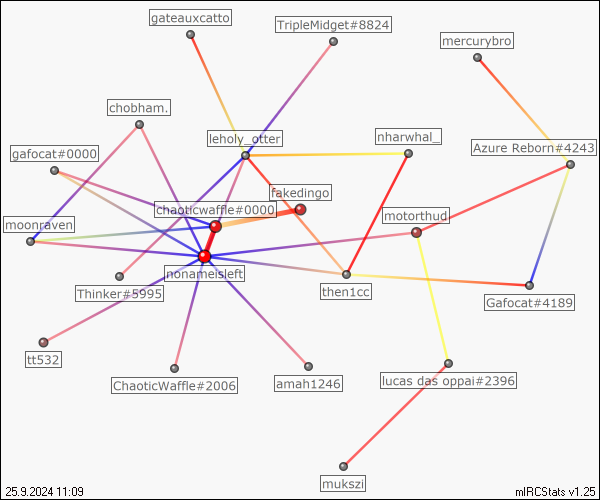 gateauxcatto
TripleMidget#8824
mercurybro
chobham.
leholy_otter
nharwhal_
Azure Reborn#4243
gafocat#0000
fakedingo
chaoticwaffle#0000
motorthud
moonraven
nonameisleft
Thinker#5995
then1cc
Gafocat#4189
tt532
ChaoticWaffle#2006
amah1246
lucas das oppai#2396
mukszi
25.9.2024 11:09
mIRCStats v1.25